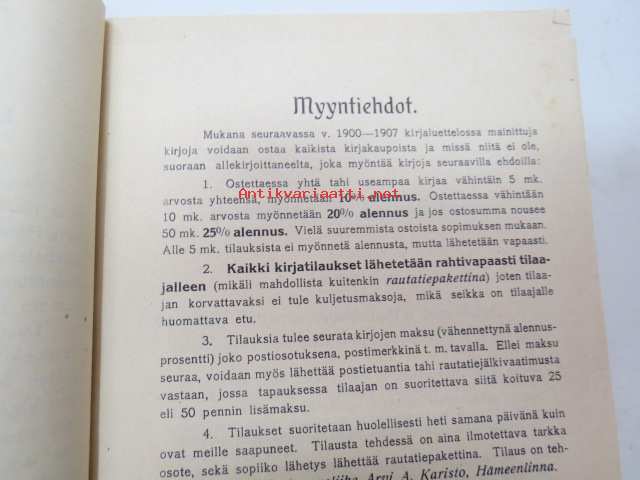 Myyntiehdot.
Mukana seuraavassa v. 1900—1907 kirjaluettelossa mainittuja
kirjoja voidaan ostaa kaikista kirjakaupoista ja missä niitä ei ole,
suoraan allekirjoittaneelta, joka myöntää kirjoja seuraavilla ehdoilla:
1. Ostettaessa yhtä tahi useampaa kirjaa vähintäin 5 mk.
arvosta yhteensä, myönnetään 10% alennus. Ostettaessa vähintään
Antikvariaatti.net
10 mk. arvosta myönnetään 20% alennus ja jos ostosumma nousee
50 mk. 25% alennus. Vielä suuremmista ostoista sopimuksen mukaan.
Alle 5 mk. tilauksista ei myönnetä alennusta, mutta lähetetään vapaasti.
2. Kaikki kirjatilaukset lähetetään rahtivapaasti tilaa-
jalleen (mikäli mahdollista kuitenkin rautatiepakettina) joten tilaa-
jan korvattavaksi ei tule kuljetusmaksoja, mikä seikka on tilaajalle
huomattava etu.
3. Tilauksia tulee seurata kirjojen maksu (vähennettynä alennus-
prosentti) joko postiosotuksena, postimerkkinä t. m. tavalla. Ellei maksu
seuraa, voidaan myös lähettää postietuantia tahi rautatiejälkivaatimusta
vastaan, jossa tapauksessa tilaajan on suoritettava siitä koituva 25
eli 50 pennin lisämaksu.
4. Tilaukset suoritetaan huolellisesti heti samana päivänä kuin
ovat meille saapuneet. Tilausta tehdessä on aina ilmotettava tarkka
osote, sekä sopiiko lähetys lähettää rautatiepakettina. Tilaus on teh-
Arvi A. Karisto, Hämeenlinna.